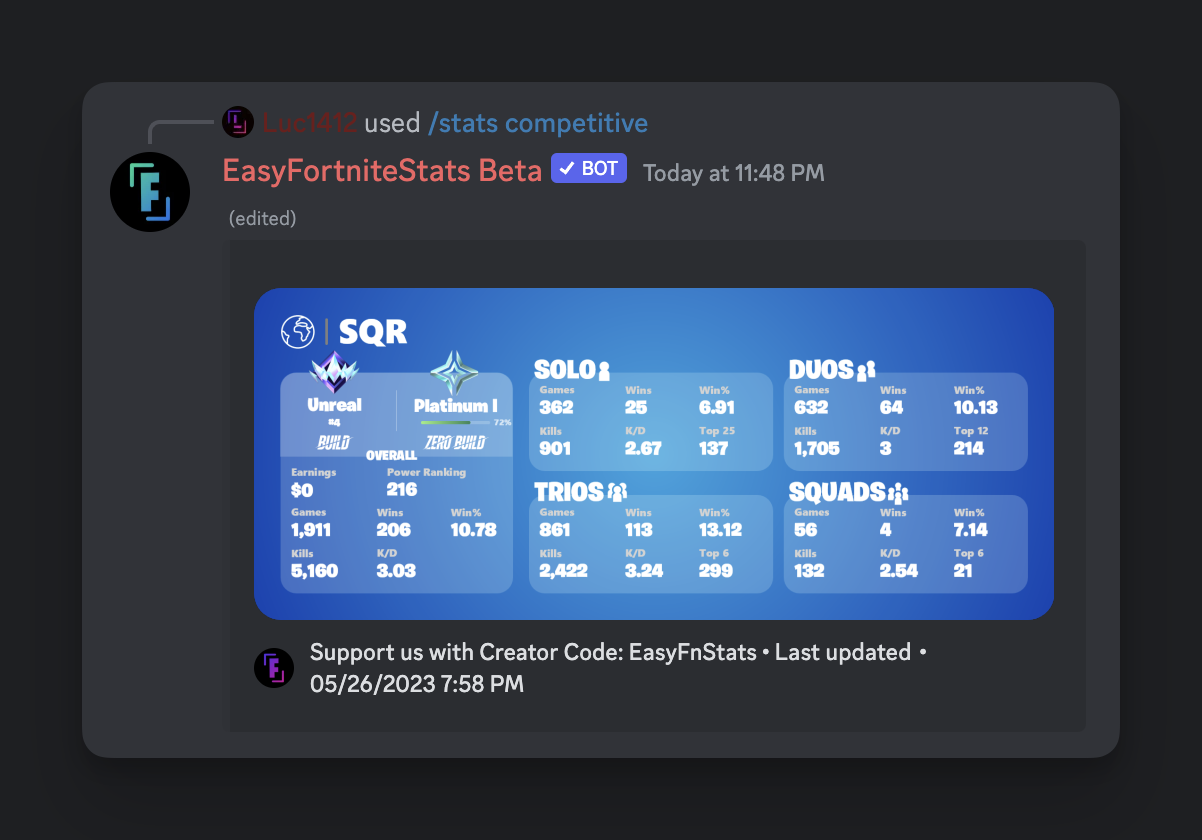 Luc1412 used /stats competitive
EasyFortniteStats Beta ✓ BOT Today at 11:48 PM
(edited)
SQR
Unreal
#4
BUILD
Platinum I
72%
ZERO BUILD
OVERALL
Earnings Power Ranking
$0 216
Games Wins Win%
1,911 206 10.78
Kills K/D
5,160 3.03
SOLO
Games Wins Win%
362 25 6.91
Kills K/D Top 25
901 2.67 137
DUOS
Games Wins Win%
632 64 10.13
Kills K/D Top 12
1,705 3 214
TRIOS
Games Wins Win%
861 113 13.12
Kills K/D Top 6
2,422 3.24 299
SQUADS
Games Wins Win%
56 4 7.14
Kills K/D Top 6
132 2.54 21
Support us with Creator Code: EasyFnStats • Last updated •
05/26/2023 7:58 PM